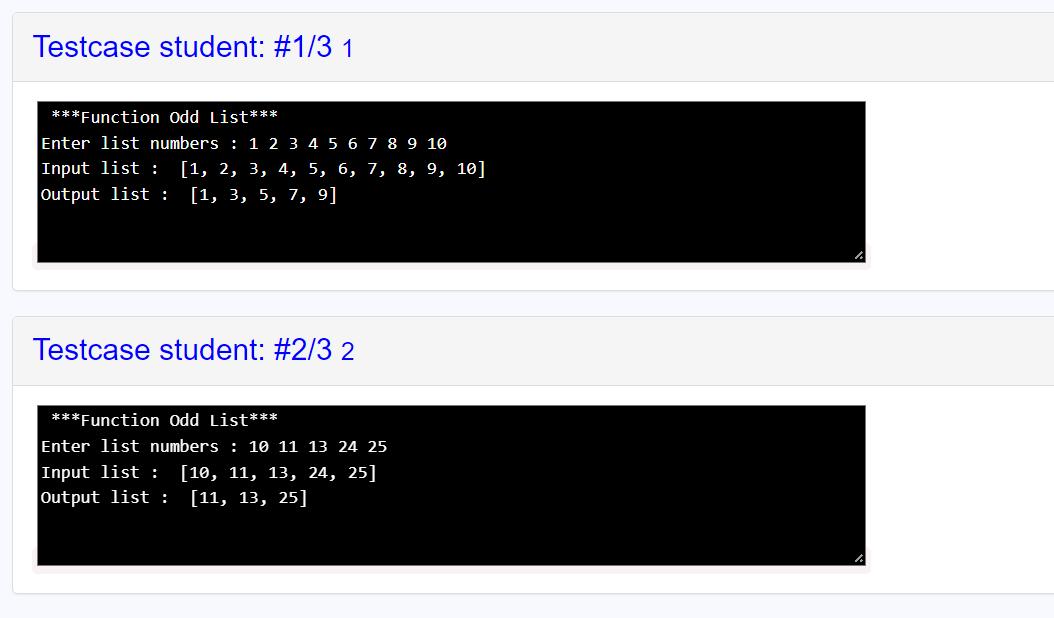 Testcase student: #1/3 1
 ***Function Odd List***
Enter list numbers : 1 2 3 4 5 6 7 8 9 10
Input list :  [1, 2, 3, 4, 5, 6, 7, 8, 9, 10]
Output list :  [1, 3, 5, 7, 9]
Testcase student: #2/3 2
 ***Function Odd List***
Enter list numbers : 10 11 13 24 25
Input list :  [10, 11, 13, 24, 25]
Output list :  [11, 13, 25]